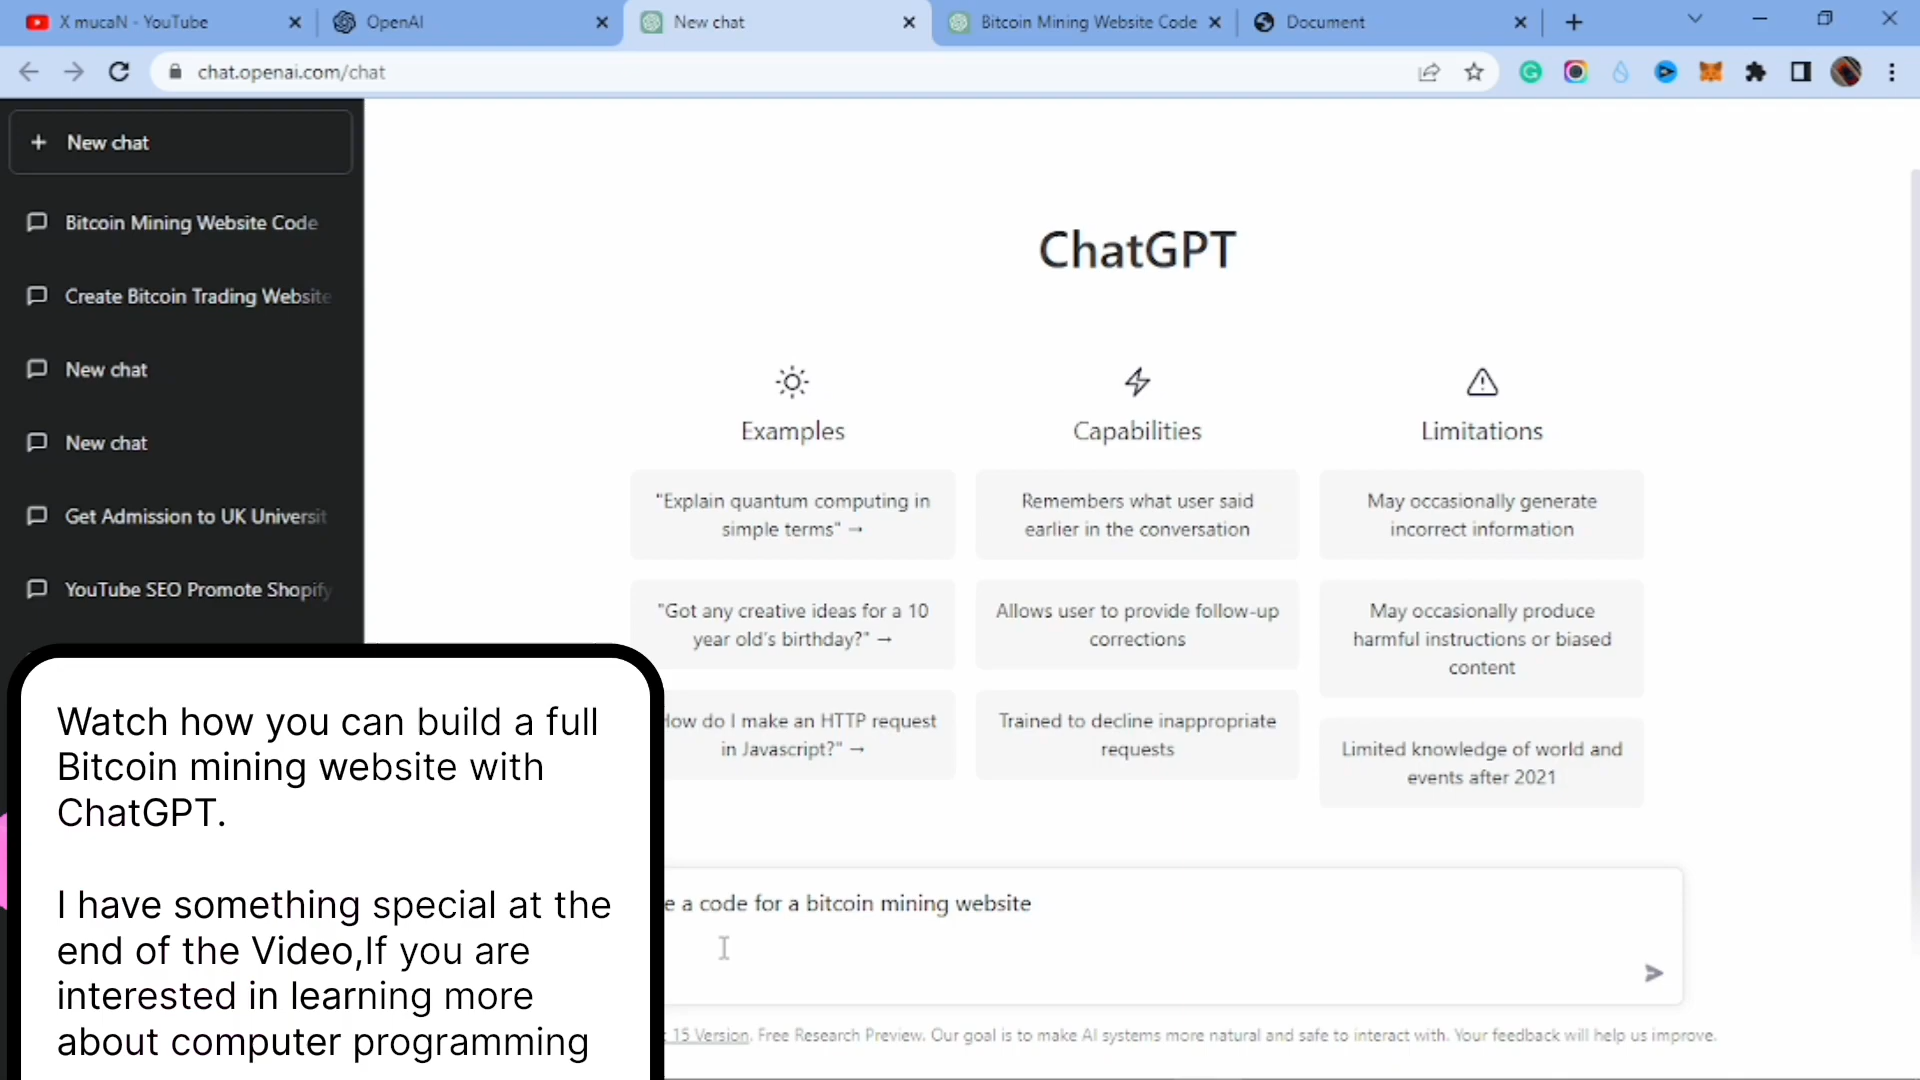 X mucaN - YouTube
OpenAI
New chat
Bitcoin Mining Website Code
Document
chat.openai.com/chat
New chat
Bitcoin Mining Website Code
Create Bitcoin Trading Website
New chat
New chat
Get Admission to UK Universit
YouTube SEO Promote Shopify
ChatGPT
Examples
"Explain quantum computing in
simple terms" →
"Got any creative ideas for a 10
year old's birthday?" →
How do I make an HTTP request
in Javascript?" →
Capabilities
Remembers what user said
earlier in the conversation
Allows user to provide follow-up
corrections
Trained to decline inappropriate
requests
Limitations
May occasionally generate
incorrect information
May occasionally produce
harmful instructions or biased
content
Limited knowledge of world and
events after 2021
e a code for a bitcoin mining website
15 Version. Free Research Preview. Our goal is to make AI systems more natural and safe to interact with. Your feedback will help us improve.
Watch how you can build a full
Bitcoin mining website with
ChatGPT.
I have something special at the
end of the Video,If you are
interested in learning more
about computer programming